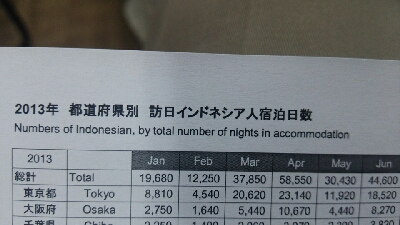 2013年 都道府県別 訪日インドネシア人宿泊日数
Numbers of Indonesian, by total number of nights in accommodation
2013 Jan Feb Mar Apr May Jun
総計 Total 19,680 12,250 37,850 58,550 30,430 44,600
東京都 Tokyo 8,810 4,540 20,620 23,140 11,920 18,520
大阪府 Osaka 2,750 1,640 5,440 10,670 4,440 8,270
千葉県 Chiba